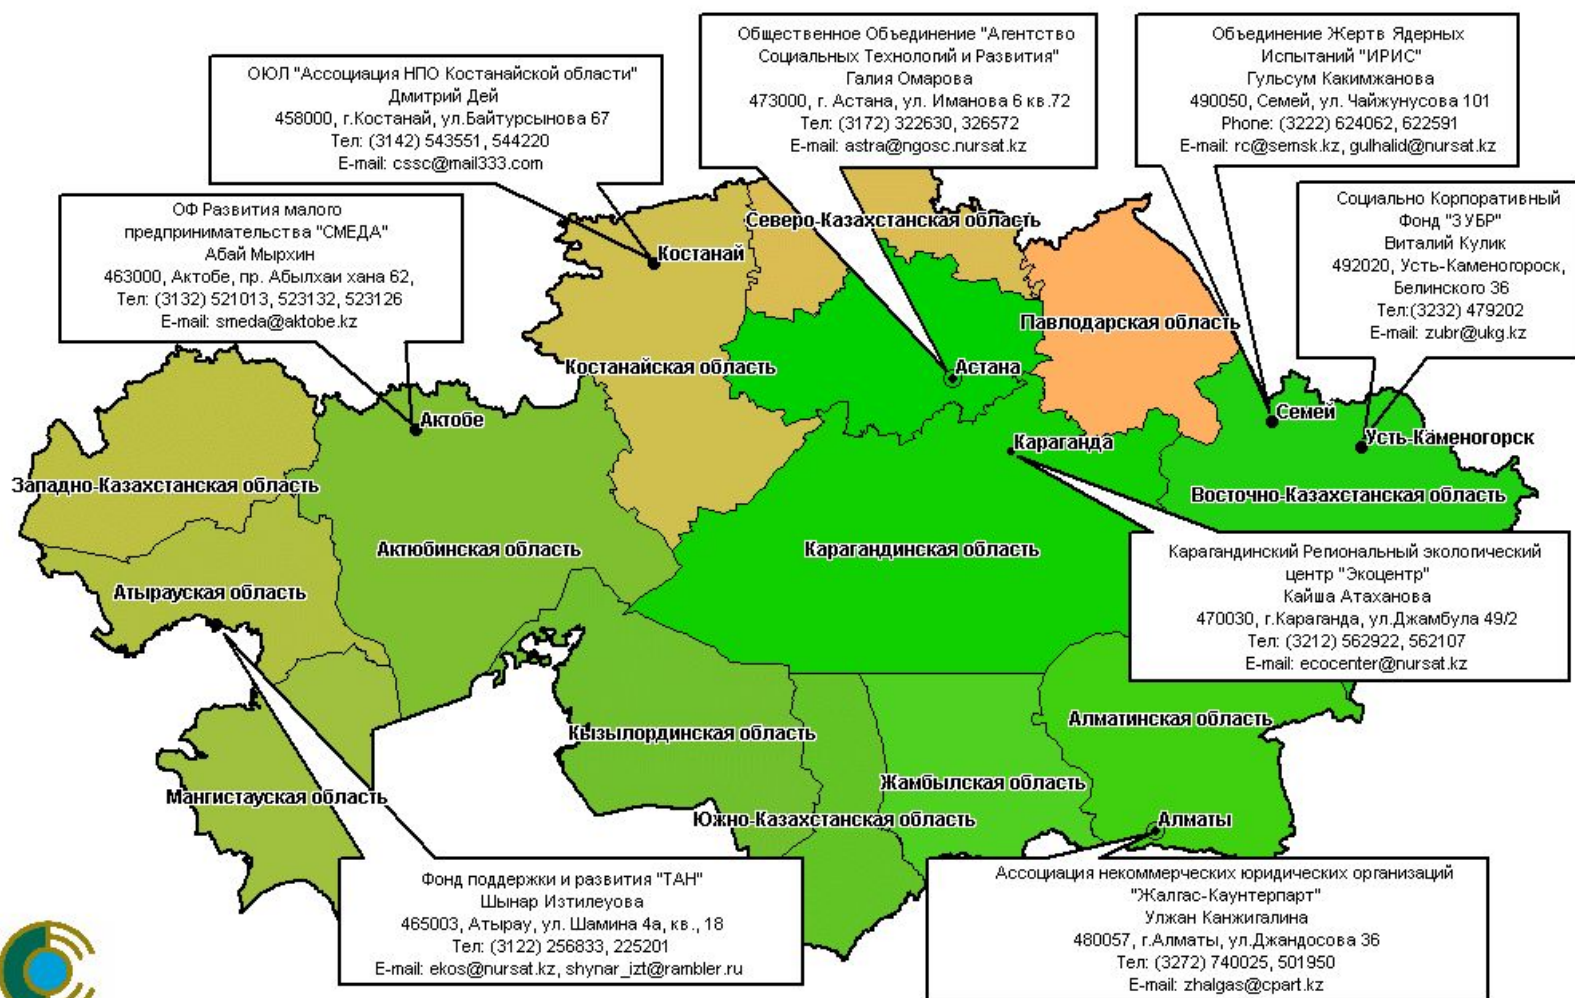 Общественное Объединение "Агентство
Социальных Технологий и Развития"
Галия Омарова
473000, г. Астана, ул. Иманова 6 кв.72
Тел: (3172) 322630, 326572
E-mail: astra@ngosc.nursat.kz
Объединение Жертв Ядерных
Испытаний "ИРИС"
Гульсум Какимжанова
490050, Семей, ул. Чайжунусова 101
Phone: (3222) 624062, 622591
E-mail: rc@semsk.kz, gulhalid@nursat.kz
ОЮЛ "Ассоциация НПО Костанайской области"
Дмитрий Дей
458000, г.Костанай, ул.Байтурсынова 67
Тел: (3142) 543551, 544220
E-mail: cssc@mail333.com
ОФ Развития малого
предпринимательства "СМЕДА"
Абай Мырхин
463000, Актобе, пр. Абылхаи хана 62,
Тел: (3132) 521013, 523132, 523126
E-mail: smeda@aktobe.kz
Социально Корпоративный
Фонд "ЗУБР"
Виталий Кулик
492020, Усть-Каменогороск,
Белинского 36
Тел:(3232) 479202
E-mail: zubr@ukg.kz
Северо-Казахстанская область
Костанай
Павлодарская область
Костанайская область
Астана
Актобе
Семей
Караганда
Усть-Каменогорск
Западно-Казахстанская область
Восточно-Казахстанская область
Актюбинская область
Карагандинская область
Атырауская область
Карагандинский Региональный экологический
центр "Экоцентр"
Кайша Атаханова
470030, г.Караганда, ул.Джамбула 49/2
Тел: (3212) 562922, 562107
E-mail: ecocenter@nursat.kz
Кызылординская область
Алматинская область
Жамбылская область
Мангистауская область
Южно-Казахстанская область
Алматы
Фонд поддержки и развития "ТАН"
Шынар Изтилеуова
465003, Атырау, ул. Шамина 4а, кв., 18
Тел: (3122) 256833, 225201
E-mail: ekos@nursat.kz, shynar_izt@rambler.ru
Ассоциация некоммерческих юридических организаций
"Жалгас-Каунтерпарт"
Улжан Канжигалина
480057, г.Алматы, ул.Джандосова 36
Тел: (3272) 740025, 501950
E-mail: zhalgas@cpart.kz